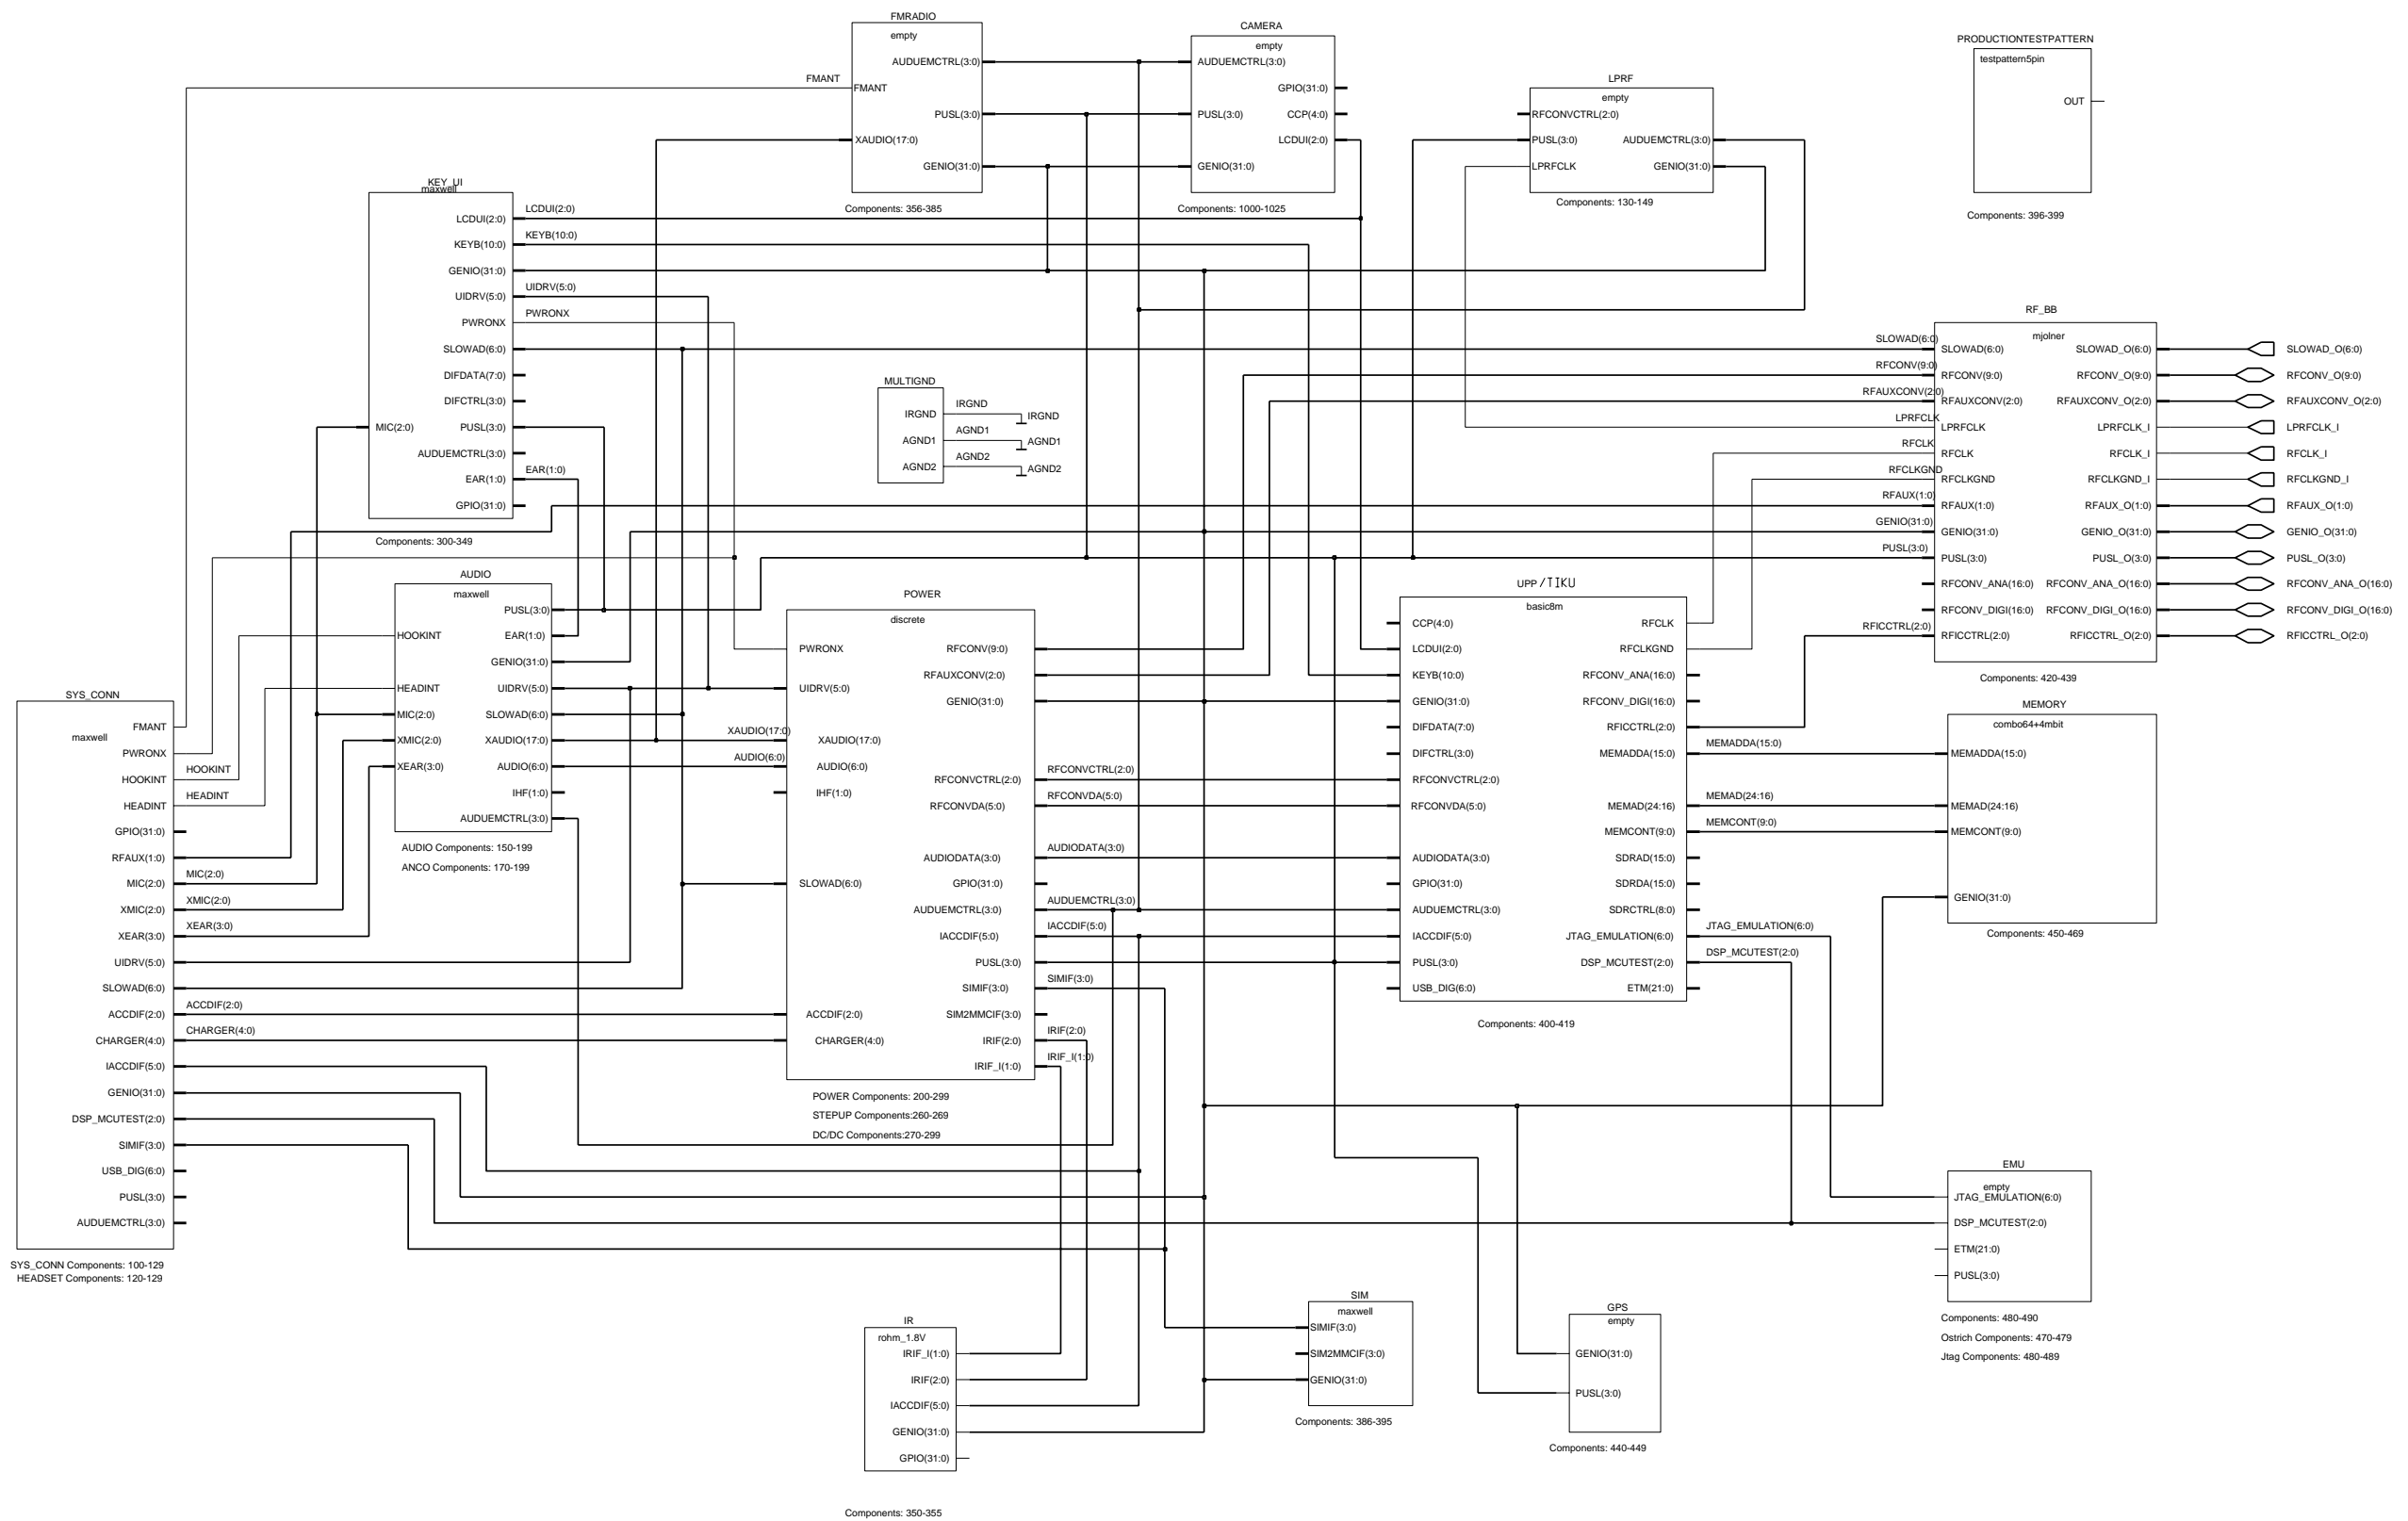 FMRADIO
empty
AUDUEMCTRL(3:0)
FMANT
FMANT
PUSL(3:0)
XAUDIO(17:0)
GENIO(31:0)
Components: 356-385
CAMERA
empty
AUDUEMCTRL(3:0)
GPIO(31:0)
PUSL(3:0)
CCP(4:0)
LCDUI(2:0)
GENIO(31:0)
Components: 1000-1025
LPRF
empty
RFCONVCTRL(2:0)
PUSL(3:0)
AUDUEMCTRL(3:0)
LPRFCLK
GENIO(31:0)
Components: 130-149
PRODUCTIONTESTPATTERN
testpattern5pin
OUT
Components: 396-399
KEY_UI
maxwell
LCDUI(2:0)
LCDUI(2:0)
KEYB(10:0)
KEYB(10:0)
GENIO(31:0)
UIDRV(5:0)
UIDRV(5:0)
PWRONX
PWRONX
SLOWAD(6:0)
DIFDATA(7:0)
DIFCTRL(3:0)
MIC(2:0)
PUSL(3:0)
AUDUEMCTRL(3:0)
EAR(1:0)
EAR(1:0)
GPIO(31:0)
Components: 300-349
MULTIGND
IRGND
IRGND
IRGND
AGND1
AGND1
AGND1
AGND2
AGND2
AGND2
RF_BB
mjolner
SLOWAD(6:0)
SLOWAD(6:0)
SLOWAD_O(6:0)
SLOWAD_O(6:0)
RFCONV(9:0)
RFCONV(9:0)
RFCONV_O(9:0)
RFCONV_O(9:0)
RFAUXCONV(2:0)
RFAUXCONV(2:0)
RFAUXCONV_O(2:0)
RFAUXCONV_O(2:0)
LPRFCLK
LPRFCLK
LPRFCLK_I
LPRFCLK_I
RFCLK
RFCLK
RFCLK_I
RFCLK_I
RFCLKGND
RFCLKGND
RFCLKGND_I
RFCLKGND_I
RFAUX(1:0)
RFAUX(1:0)
RFAUX_O(1:0)
RFAUX_O(1:0)
GENIO(31:0)
GENIO(31:0)
GENIO_O(31:0)
GENIO_O(31:0)
PUSL(3:0)
PUSL(3:0)
PUSL_O(3:0)
PUSL_O(3:0)
RFCONV_ANA(16:0)
RFCONV_ANA_O(16:0)
RFCONV_ANA_O(16:0)
RFCONV_DIGI(16:0)
RFCONV_DIGI_O(16:0)
RFCONV_DIGI_O(16:0)
RFICCTRL(2:0)
RFICCTRL(2:0)
RFICCTRL_O(2:0)
RFICCTRL_O(2:0)
Components: 420-439
AUDIO
maxwell
PUSL(3:0)
HOOKINT
EAR(1:0)
GENIO(31:0)
HEADINT
UIDRV(5:0)
MIC(2:0)
SLOWAD(6:0)
XMIC(2:0)
XAUDIO(17:0)
XEAR(3:0)
AUDIO(6:0)
IHF(1:0)
AUDUEMCTRL(3:0)
AUDIO Components: 150-199
ANCO Components: 170-199
POWER
discrete
PWRONX
RFCONV(9:0)
RFAUXCONV(2:0)
UIDRV(5:0)
GENIO(31:0)
XAUDIO(17:0)
XAUDIO(17:0)
AUDIO(6:0)
AUDIO(6:0)
RFCONVCTRL(2:0)
RFCONVCTRL(2:0)
IHF(1:0)
RFCONVDA(5:0)
RFCONVDA(5:0)
AUDIODATA(3:0)
AUDIODATA(3:0)
SLOWAD(6:0)
GPIO(31:0)
AUDUEMCTRL(3:0)
AUDUEMCTRL(3:0)
IACCDIF(5:0)
IACCDIF(5:0)
PUSL(3:0)
SIMIF(3:0)
SIMIF(3:0)
ACCDIF(2:0)
SIM2MMCIF(3:0)
CHARGER(4:0)
IRIF(2:0)
IRIF(2:0)
IRIF_I(1:0)
IRIF_I(1:0)
POWER Components: 200-299
STEPUP Components:260-269
DC/DC Components:270-299
UPP /TIKU
basic8m
CCP(4:0)
RFCLK
LCDUI(2:0)
RFCLKGND
KEYB(10:0)
RFCONV_ANA(16:0)
GENIO(31:0)
RFCONV_DIGI(16:0)
DIFDATA(7:0)
RFICCTRL(2:0)
DIFCTRL(3:0)
MEMADDA(15:0)
MEMADDA(15:0)
RFCONVCTRL(2:0)
RFCONVDA(5:0)
MEMAD(24:16)
MEMAD(24:16)
MEMCONT(9:0)
MEMCONT(9:0)
AUDIODATA(3:0)
SDRAD(15:0)
GPIO(31:0)
SDRDA(15:0)
AUDUEMCTRL(3:0)
SDRCTRL(8:0)
IACCDIF(5:0)
JTAG_EMULATION(6:0)
JTAG_EMULATION(6:0)
PUSL(3:0)
DSP_MCUTEST(2:0)
DSP_MCUTEST(2:0)
USB_DIG(6:0)
ETM(21:0)
Components: 400-419
MEMORY
combo64+4mbit
MEMADDA(15:0)
MEMAD(24:16)
MEMCONT(9:0)
GENIO(31:0)
Components: 450-469
SYS_CONN
maxwell
FMANT
PWRONX
HOOKINT
HOOKINT
HEADINT
HEADINT
GPIO(31:0)
RFAUX(1:0)
MIC(2:0)
MIC(2:0)
XMIC(2:0)
XMIC(2:0)
XEAR(3:0)
XEAR(3:0)
UIDRV(5:0)
SLOWAD(6:0)
ACCDIF(2:0)
ACCDIF(2:0)
CHARGER(4:0)
CHARGER(4:0)
IACCDIF(5:0)
GENIO(31:0)
DSP_MCUTEST(2:0)
SIMIF(3:0)
USB_DIG(6:0)
PUSL(3:0)
AUDUEMCTRL(3:0)
SYS_CONN Components: 100-129
HEADSET Components: 120-129
EMU
empty
JTAG_EMULATION(6:0)
DSP_MCUTEST(2:0)
ETM(21:0)
PUSL(3:0)
Components: 480-490
Ostrich Components: 470-479
Jtag Components: 480-489
IR
rohm_1.8V
IRIF_I(1:0)
IRIF(2:0)
IACCDIF(5:0)
GENIO(31:0)
GPIO(31:0)
Components: 350-355
SIM
maxwell
SIMIF(3:0)
SIM2MMCIF(3:0)
GENIO(31:0)
Components: 386-395
GPS
empty
GENIO(31:0)
PUSL(3:0)
Components: 440-449